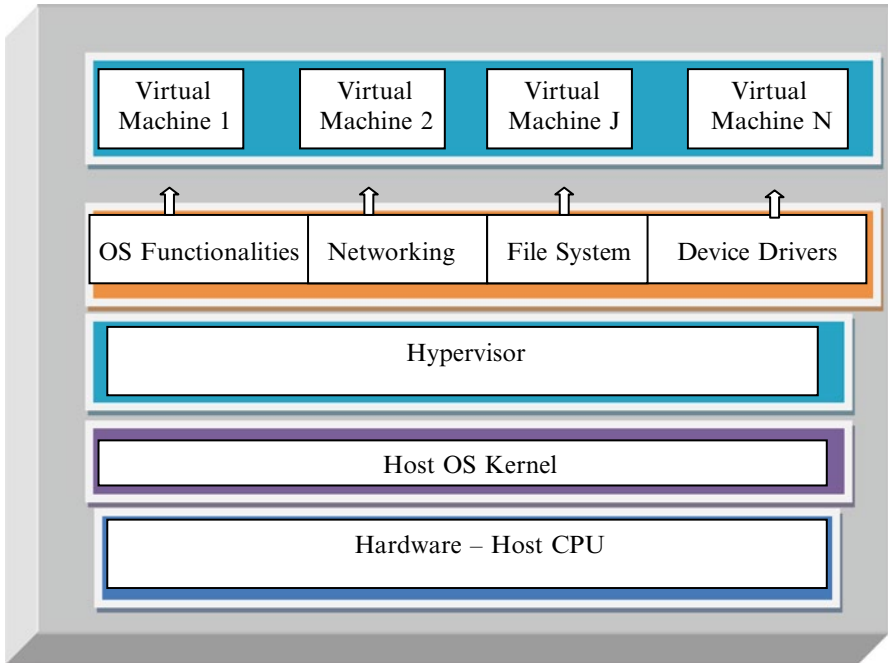 Virtual
Machine 1
Virtual
Machine 2
Virtual
Machine J
Virtual
Machine N
OS Functionalities
Networking
File System
Device Drivers
Hypervisor
Host OS Kernel
Hardware – Host CPU